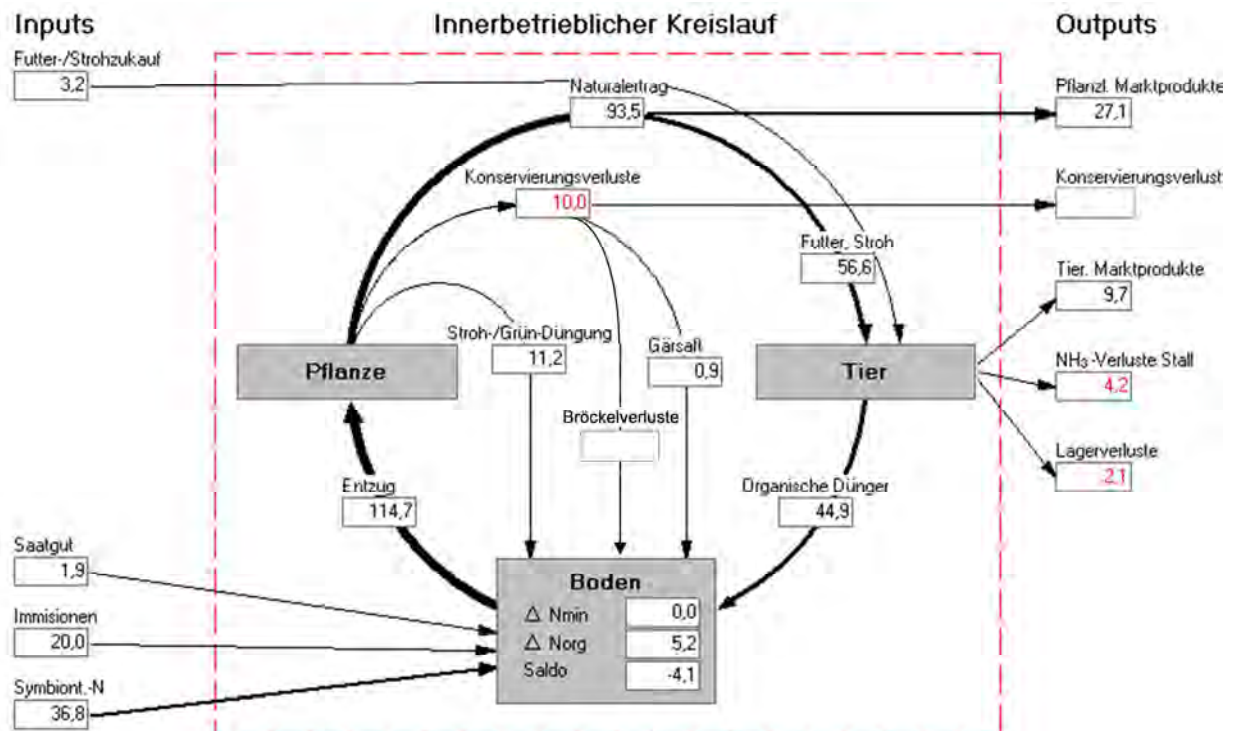 Inputs
Innerbetrieblicher Kreislauf
Outputs
Futter-/Strohzukauf
3,2
Naturalertrag
93,5
Pflanzl. Marktprodukte
27,1
Konservierungsverluste
10,0
Konservierungsverlust
Futter, Stroh
56,6
Tier. Marktprodukte
9,7
Stroh-/Grün-Düngung
11,2
Gärsaft
0,9
NH₃-Verluste Stall
4,2
Pflanze
Tier
Bröckelverluste
Lagerverluste
2,1
Entzug
114,7
Organische Dünger
44,9
Saatgut
1,9
Boden
Δ Nmin
0,0
Δ Norg
5,2
Saldo
-4,1
Immisionen
20,0
Symbiont.-N
36,8